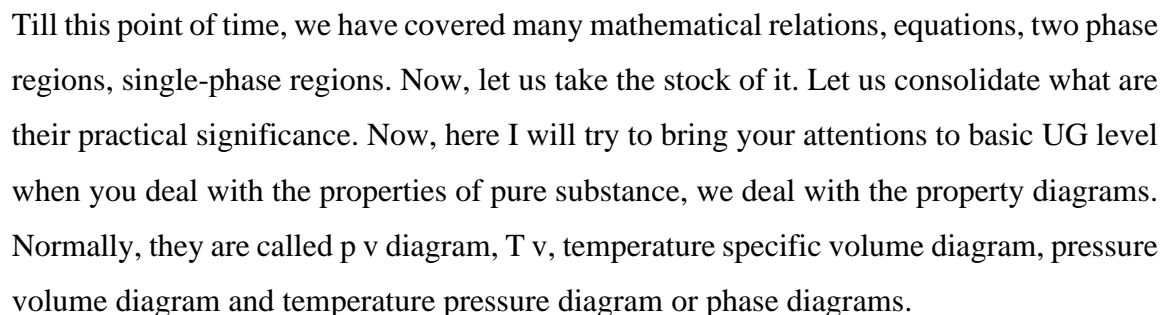 Till this point of time, we have covered many mathematical relations, equations, two phase
regions, single-phase regions. Now, let us take the stock of it. Let us consolidate what are
their practical significance. Now, here I will try to bring your attentions to basic UG level
when you deal with the properties of pure substance, we deal with the property diagrams.
Normally, they are called p v diagram, T v, temperature specific volume diagram, pressure
volume diagram and temperature pressure diagram or phase diagrams.